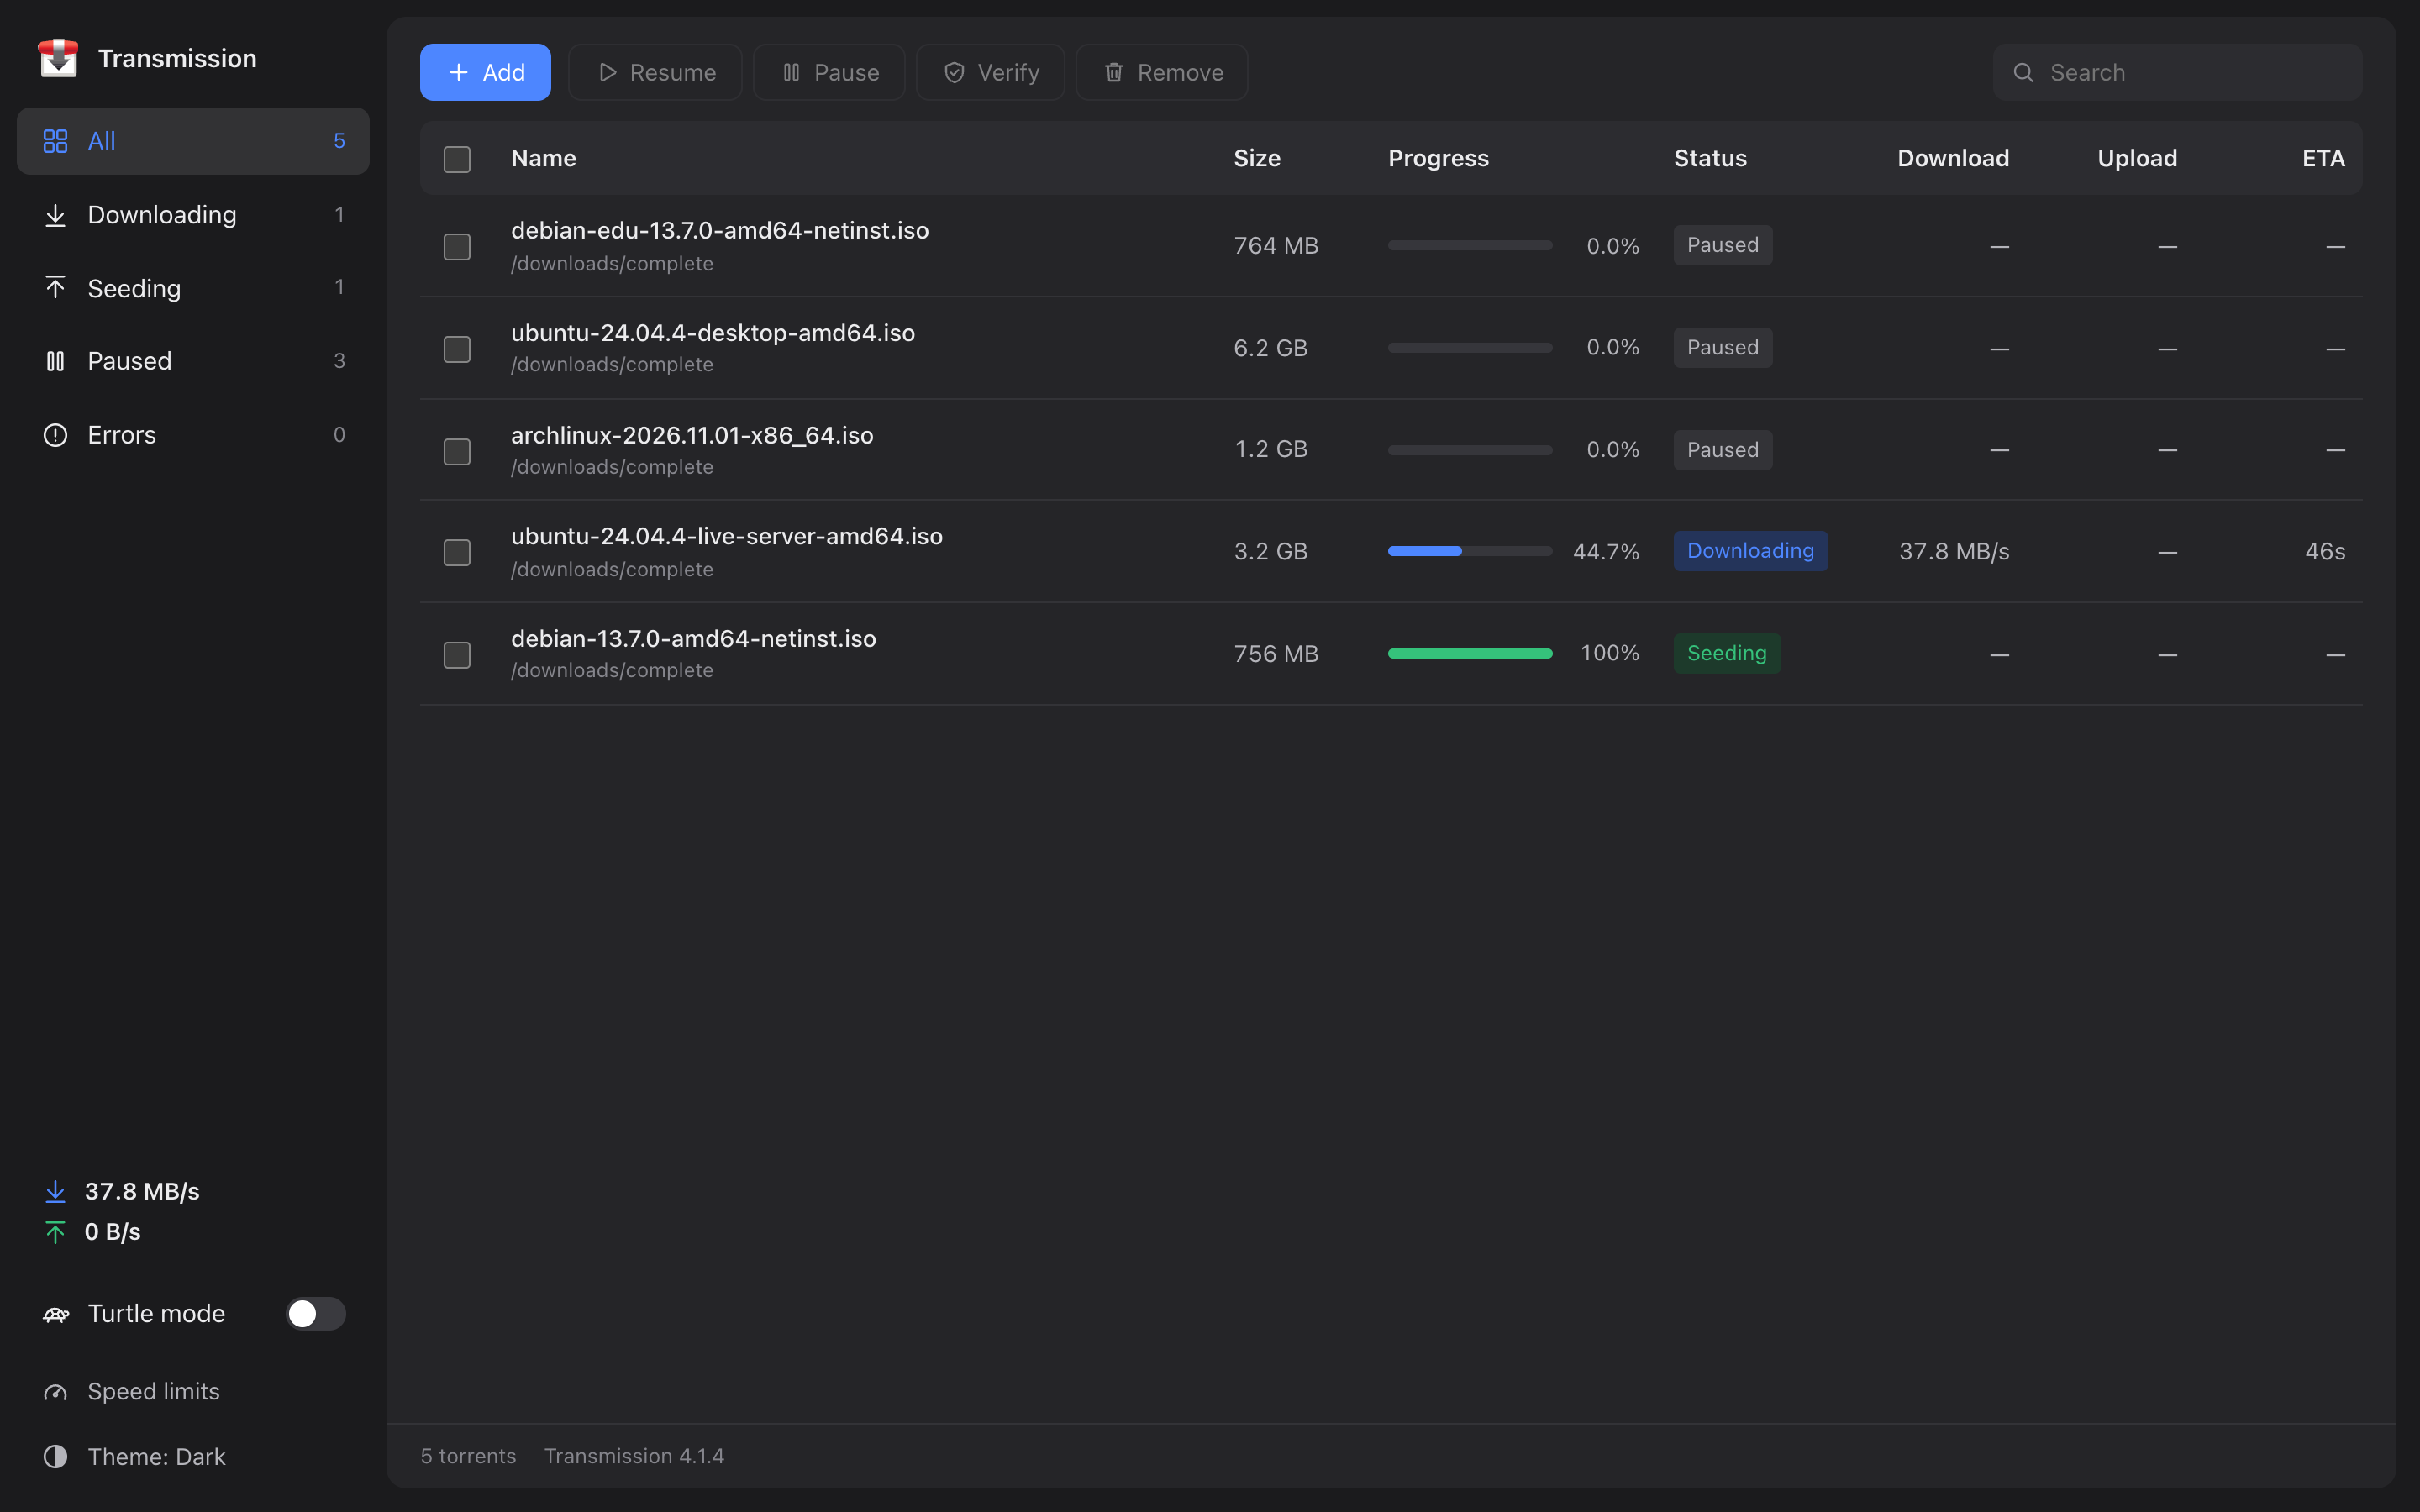 Transmission
All 5
Downloading 1
Seeding 1
Paused 3
Errors 0
37.8 MB/s
0 B/s
Turtle mode
Speed limits
Theme: Dark
Add Resume Pause Verify Remove Search
Name Size Progress Status Download Upload ETA
debian-edu-13.7.0-amd64-netinst.iso
/downloads/complete
764 MB 0.0% Paused — — —
ubuntu-24.04.4-desktop-amd64.iso
/downloads/complete
6.2 GB 0.0% Paused — — —
archlinux-2026.11.01-x86_64.iso
/downloads/complete
1.2 GB 0.0% Paused — — —
ubuntu-24.04.4-live-server-amd64.iso
/downloads/complete
3.2 GB 44.7% Downloading 37.8 MB/s — 46s
debian-13.7.0-amd64-netinst.iso
/downloads/complete
756 MB 100% Seeding — — —
5 torrents Transmission 4.1.4